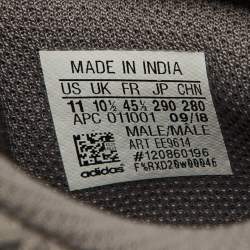 MADE IN INDIA
US UK FR JP CHN
11 10½ 45⅓ 290 280
APC 011001 09/18
MALE/MALE
ART EE9614
#120860196
adidas